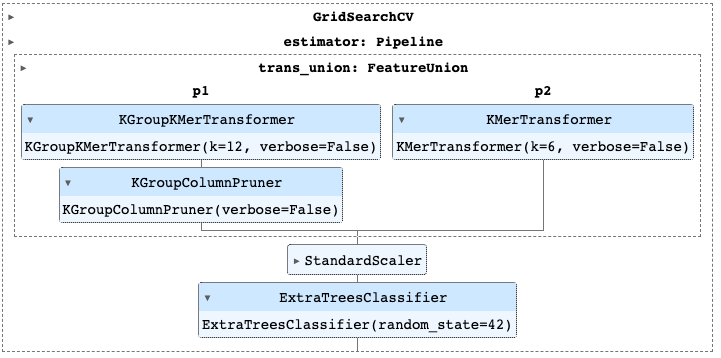 GridSearchCV
estimator: Pipeline
trans_union: FeatureUnion
p1
p2
KGroupKMerTransformer
KMerTransformer
KGroupKMerTransformer(k=12, verbose=False)
KMerTransformer(k=6, verbose=False)
KGroupColumnPruner
KGroupColumnPruner(verbose=False)
StandardScaler
ExtraTreesClassifier
ExtraTreesClassifier(random_state=42)